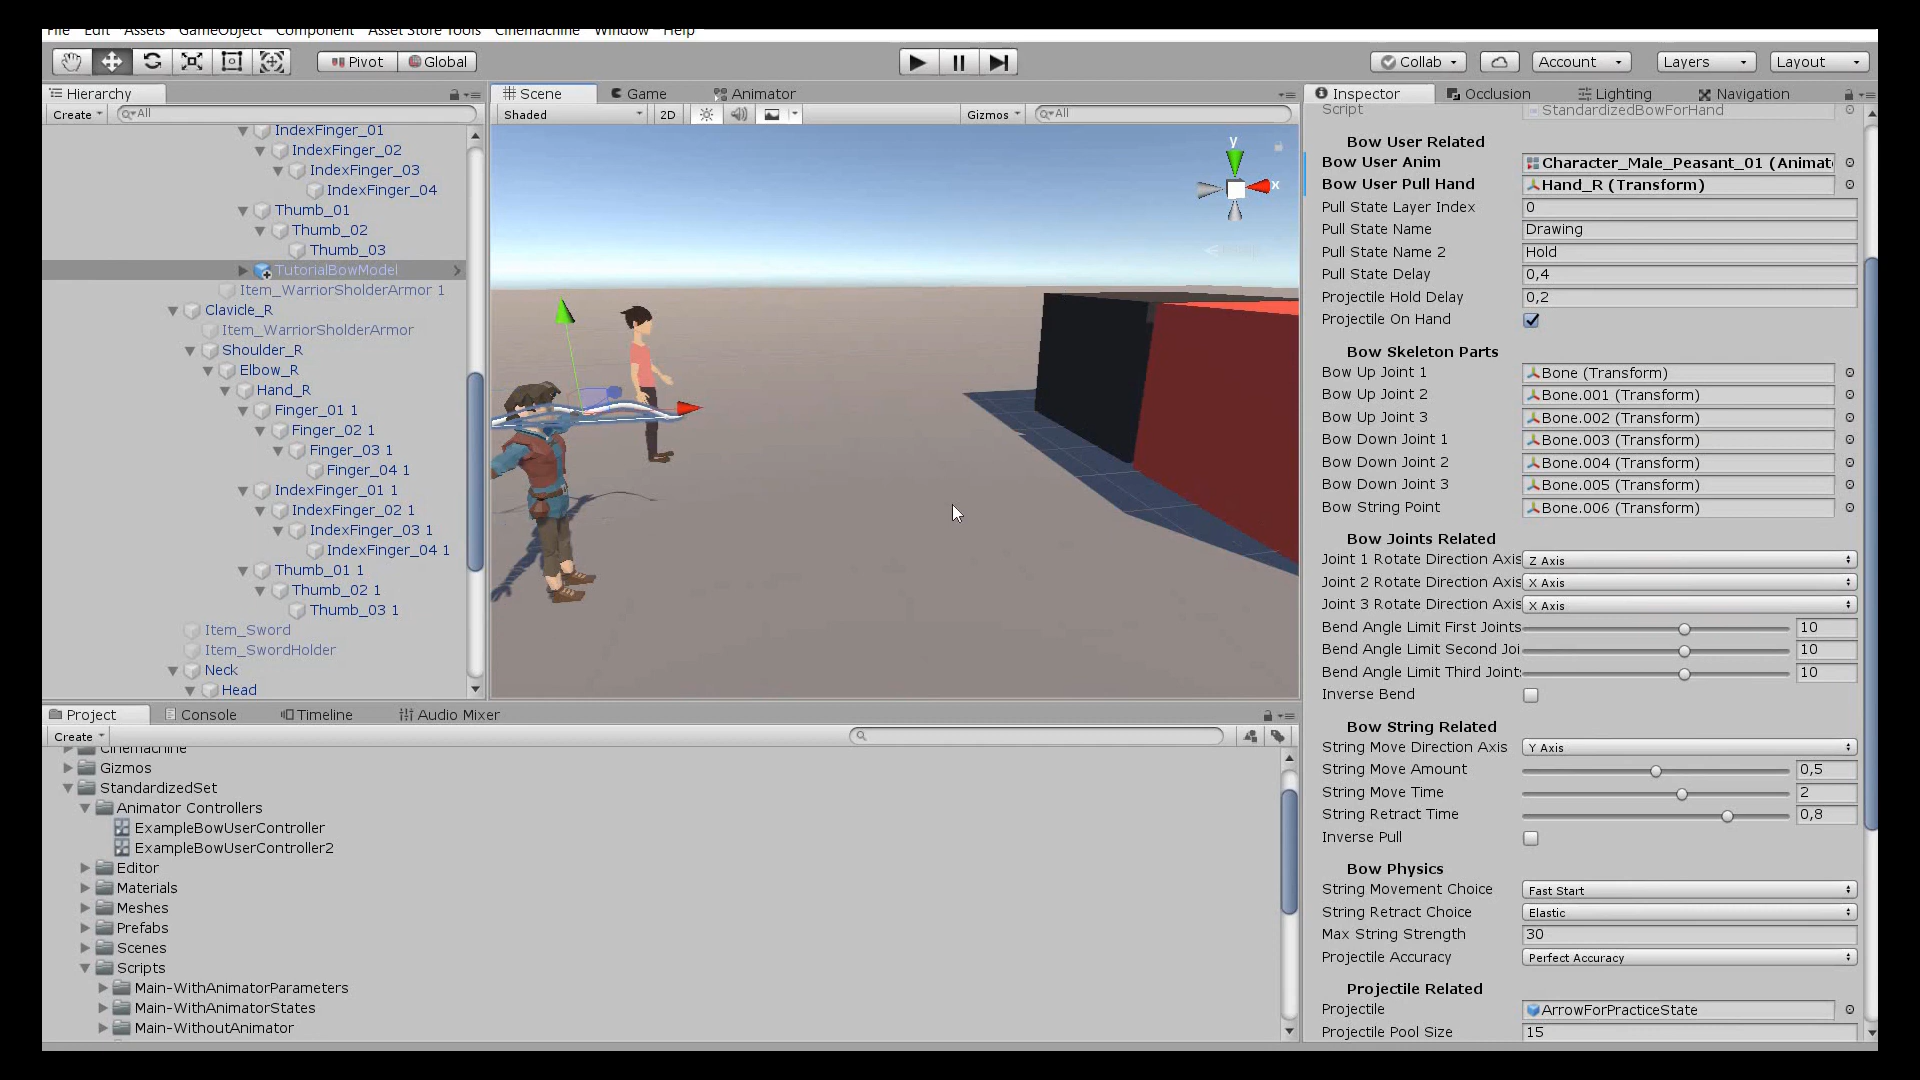 File Edit Assets GameObject Component Asset Store Tools Cinemachine Window Help
Pivot Global Collab Account Layers Layout
Hierarchy
Create All
IndexFinger_01
IndexFinger_02
IndexFinger_03
IndexFinger_04
Thumb_01
Thumb_02
Thumb_03
TutorialBowModel
Item_WarriorSholderArmor 1
Clavicle_R
Item_WarriorSholderArmor
Shoulder_R
Elbow_R
Hand_R
Finger_01 1
Finger_02 1
Finger_03 1
Finger_04 1
IndexFinger_01 1
IndexFinger_02 1
IndexFinger_03 1
IndexFinger_04 1
Thumb_01 1
Thumb_02 1
Thumb_03 1
Item_Sword
Item_SwordHolder
Neck
Head
Scene Game Animator
Shaded 2D Gizmos All
y
x
Project Console Timeline Audio Mixer
Create
Cinemachine
Gizmos
StandardizedSet
Animator Controllers
ExampleBowUserController
ExampleBowUserController2
Editor
Materials
Meshes
Prefabs
Scenes
Scripts
Main-WithAnimatorParameters
Main-WithAnimatorStates
Main-WithoutAnimator
Inspector Occlusion Lighting Navigation
Script StandardizedBowForHand
Bow User Related
Bow User Anim Character_Male_Peasant_01 (Animat
Bow User Pull Hand Hand_R (Transform)
Pull State Layer Index 0
Pull State Name Drawing
Pull State Name 2 Hold
Pull State Delay 0,4
Projectile Hold Delay 0,2
Projectile On Hand
Bow Skeleton Parts
Bow Up Joint 1 Bone (Transform)
Bow Up Joint 2 Bone.001 (Transform)
Bow Up Joint 3 Bone.002 (Transform)
Bow Down Joint 1 Bone.003 (Transform)
Bow Down Joint 2 Bone.004 (Transform)
Bow Down Joint 3 Bone.005 (Transform)
Bow String Point Bone.006 (Transform)
Bow Joints Related
Joint 1 Rotate Direction Axis Z Axis
Joint 2 Rotate Direction Axis X Axis
Joint 3 Rotate Direction Axis X Axis
Bend Angle Limit First Joints 10
Bend Angle Limit Second Joi 10
Bend Angle Limit Third Joints 10
Inverse Bend
Bow String Related
String Move Direction Axis Y Axis
String Move Amount 0,5
String Move Time 2
String Retract Time 0,8
Inverse Pull
Bow Physics
String Movement Choice Fast Start
String Retract Choice Elastic
Max String Strength 30
Projectile Accuracy Perfect Accuracy
Projectile Related
Projectile ArrowForPracticeState
Projectile Pool Size 15